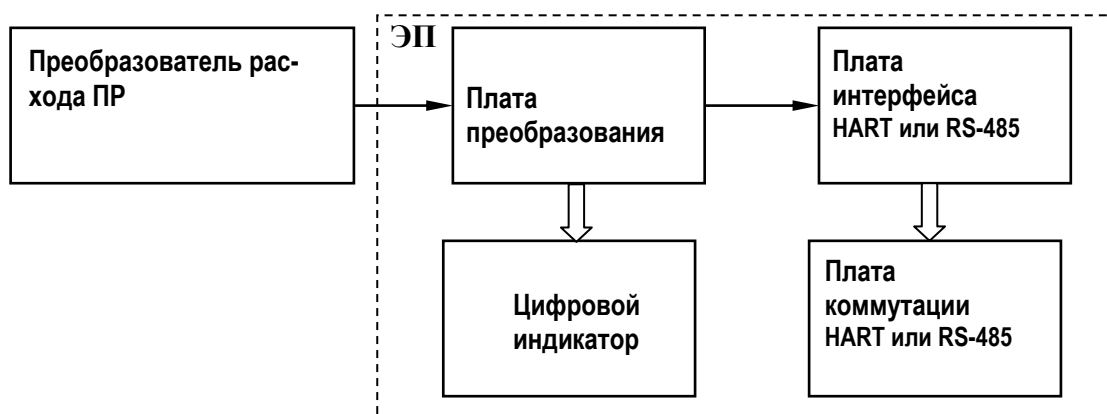 ЭП
Преобразователь рас-
хода ПР
Плата
преобразования
Плата
интерфейса
HART или RS-485
Цифровой
индикатор
Плата
коммутации
HART или RS-485